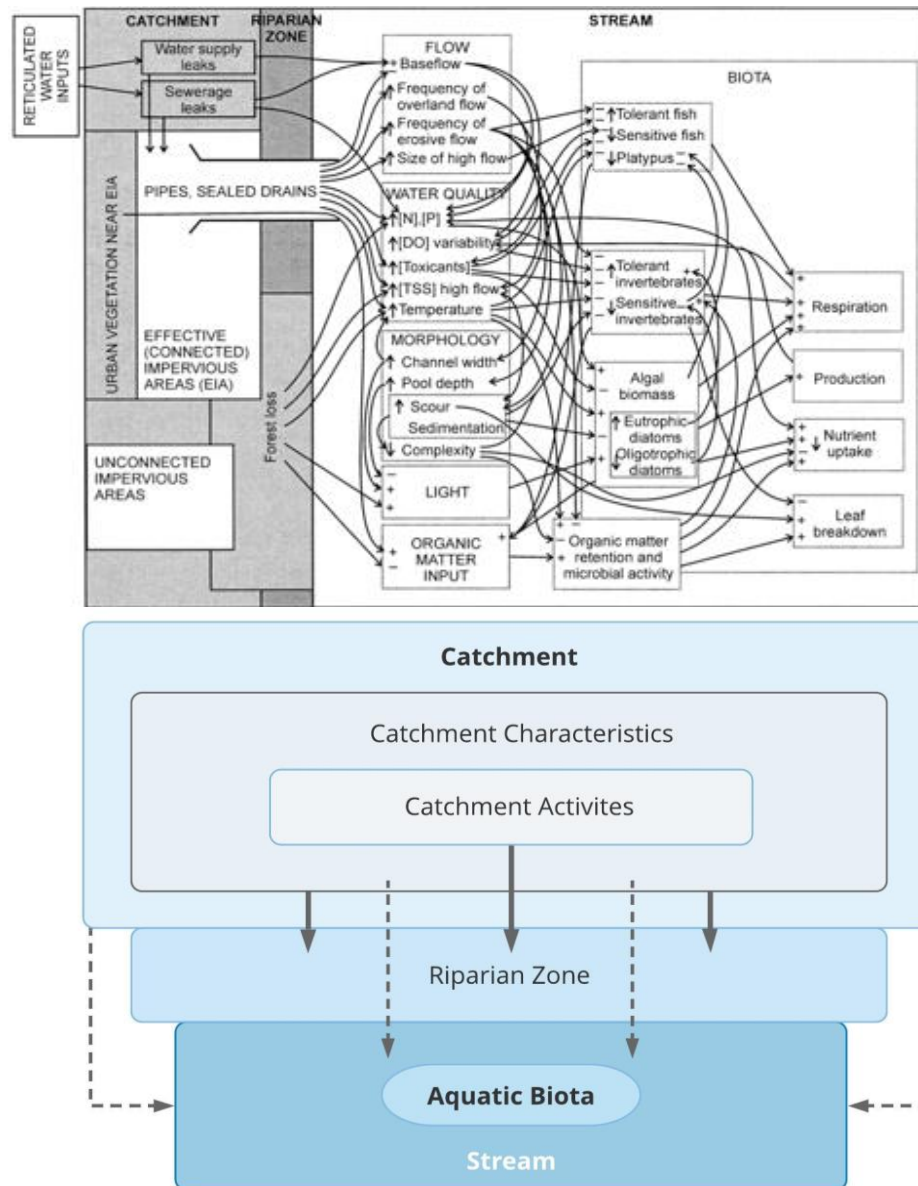 CATCHMENT
RIPARIAN
ZONE
STREAM
RETICULATED
WATER
INPUTS
Water supply
leaks
Sewerage
leaks
URBAN VEGETATION NEAR EIA
PIPES, SEALED DRAINS
EFFECTIVE
(CONNECTED)
IMPERVIOUS
AREAS (EIA)
UNCONNECTED
IMPERVIOUS
AREAS
Forest loss
FLOW
+ Baseflow
−
↑ Frequency of
overland flow
↑ Frequency of
erosive flow
↑ Size of high flow
WATER QUALITY
↑ [N],[P]
↑ [DO] variability
↑ [Toxicants]
↑ [TSS] high flow
↑ Temperature
MORPHOLOGY
↑ Channel width
↑ Pool depth
↑ Scour
Sedimentation
↓ Complexity
−
+ LIGHT
+
ORGANIC +
+ MATTER
− INPUT
BIOTA
− ↑ Tolerant fish
− ↓ Sensitive fish
− ↓ Platypus −
−
− ↑ Tolerant +
invertebrates
− ↓ Sensitive
invertebrates −
+ Algal
− biomass
+ ↑ Eutrophic
diatoms
− ↓ Oligotrophic
+ diatoms
+ −
− Organic matter
+ retention and
microbial activity
+
+ Respiration
+
+
+ Production
+
+ ↓ Nutrient
− uptake
+
−
+ Leaf
+ breakdown
Catchment
Catchment Characteristics
Catchment Activites
Riparian Zone
Aquatic Biota
Stream